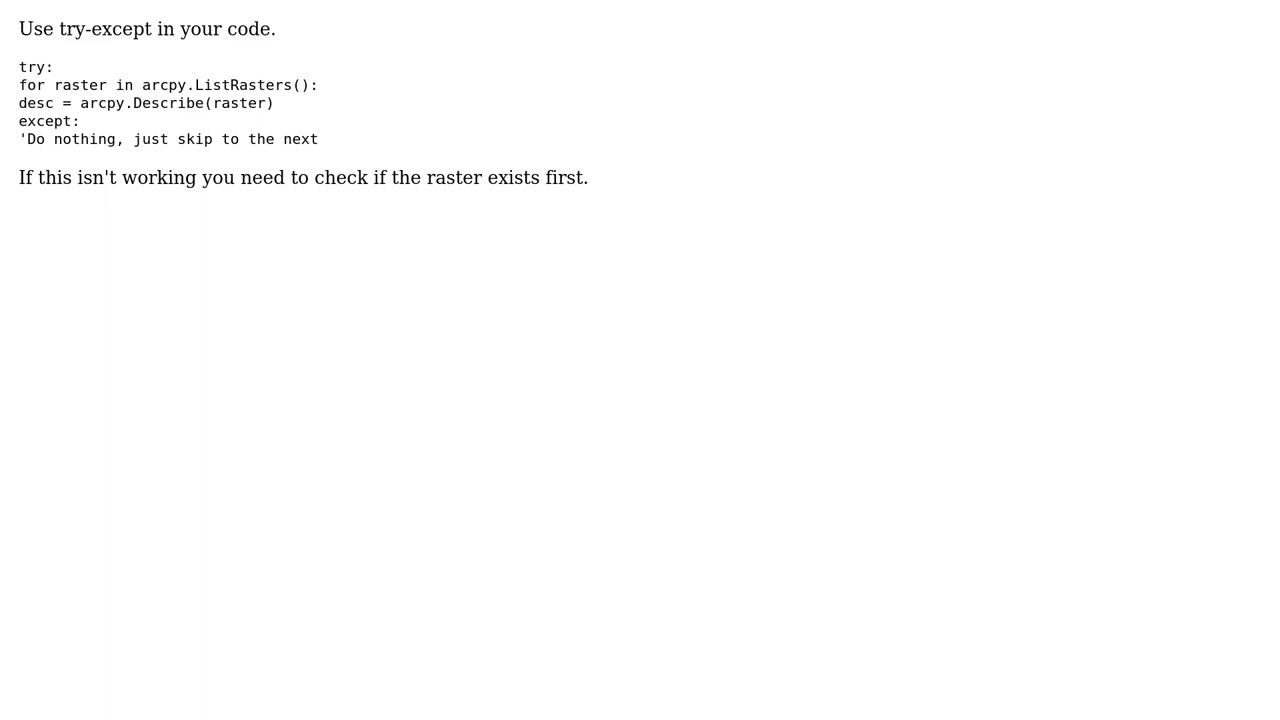 Use try-except in your code.
try:
for raster in arcpy.ListRasters():
desc = arcpy.Describe(raster)
except:
'Do nothing, just skip to the next
If this isn't working you need to check if the raster exists first.